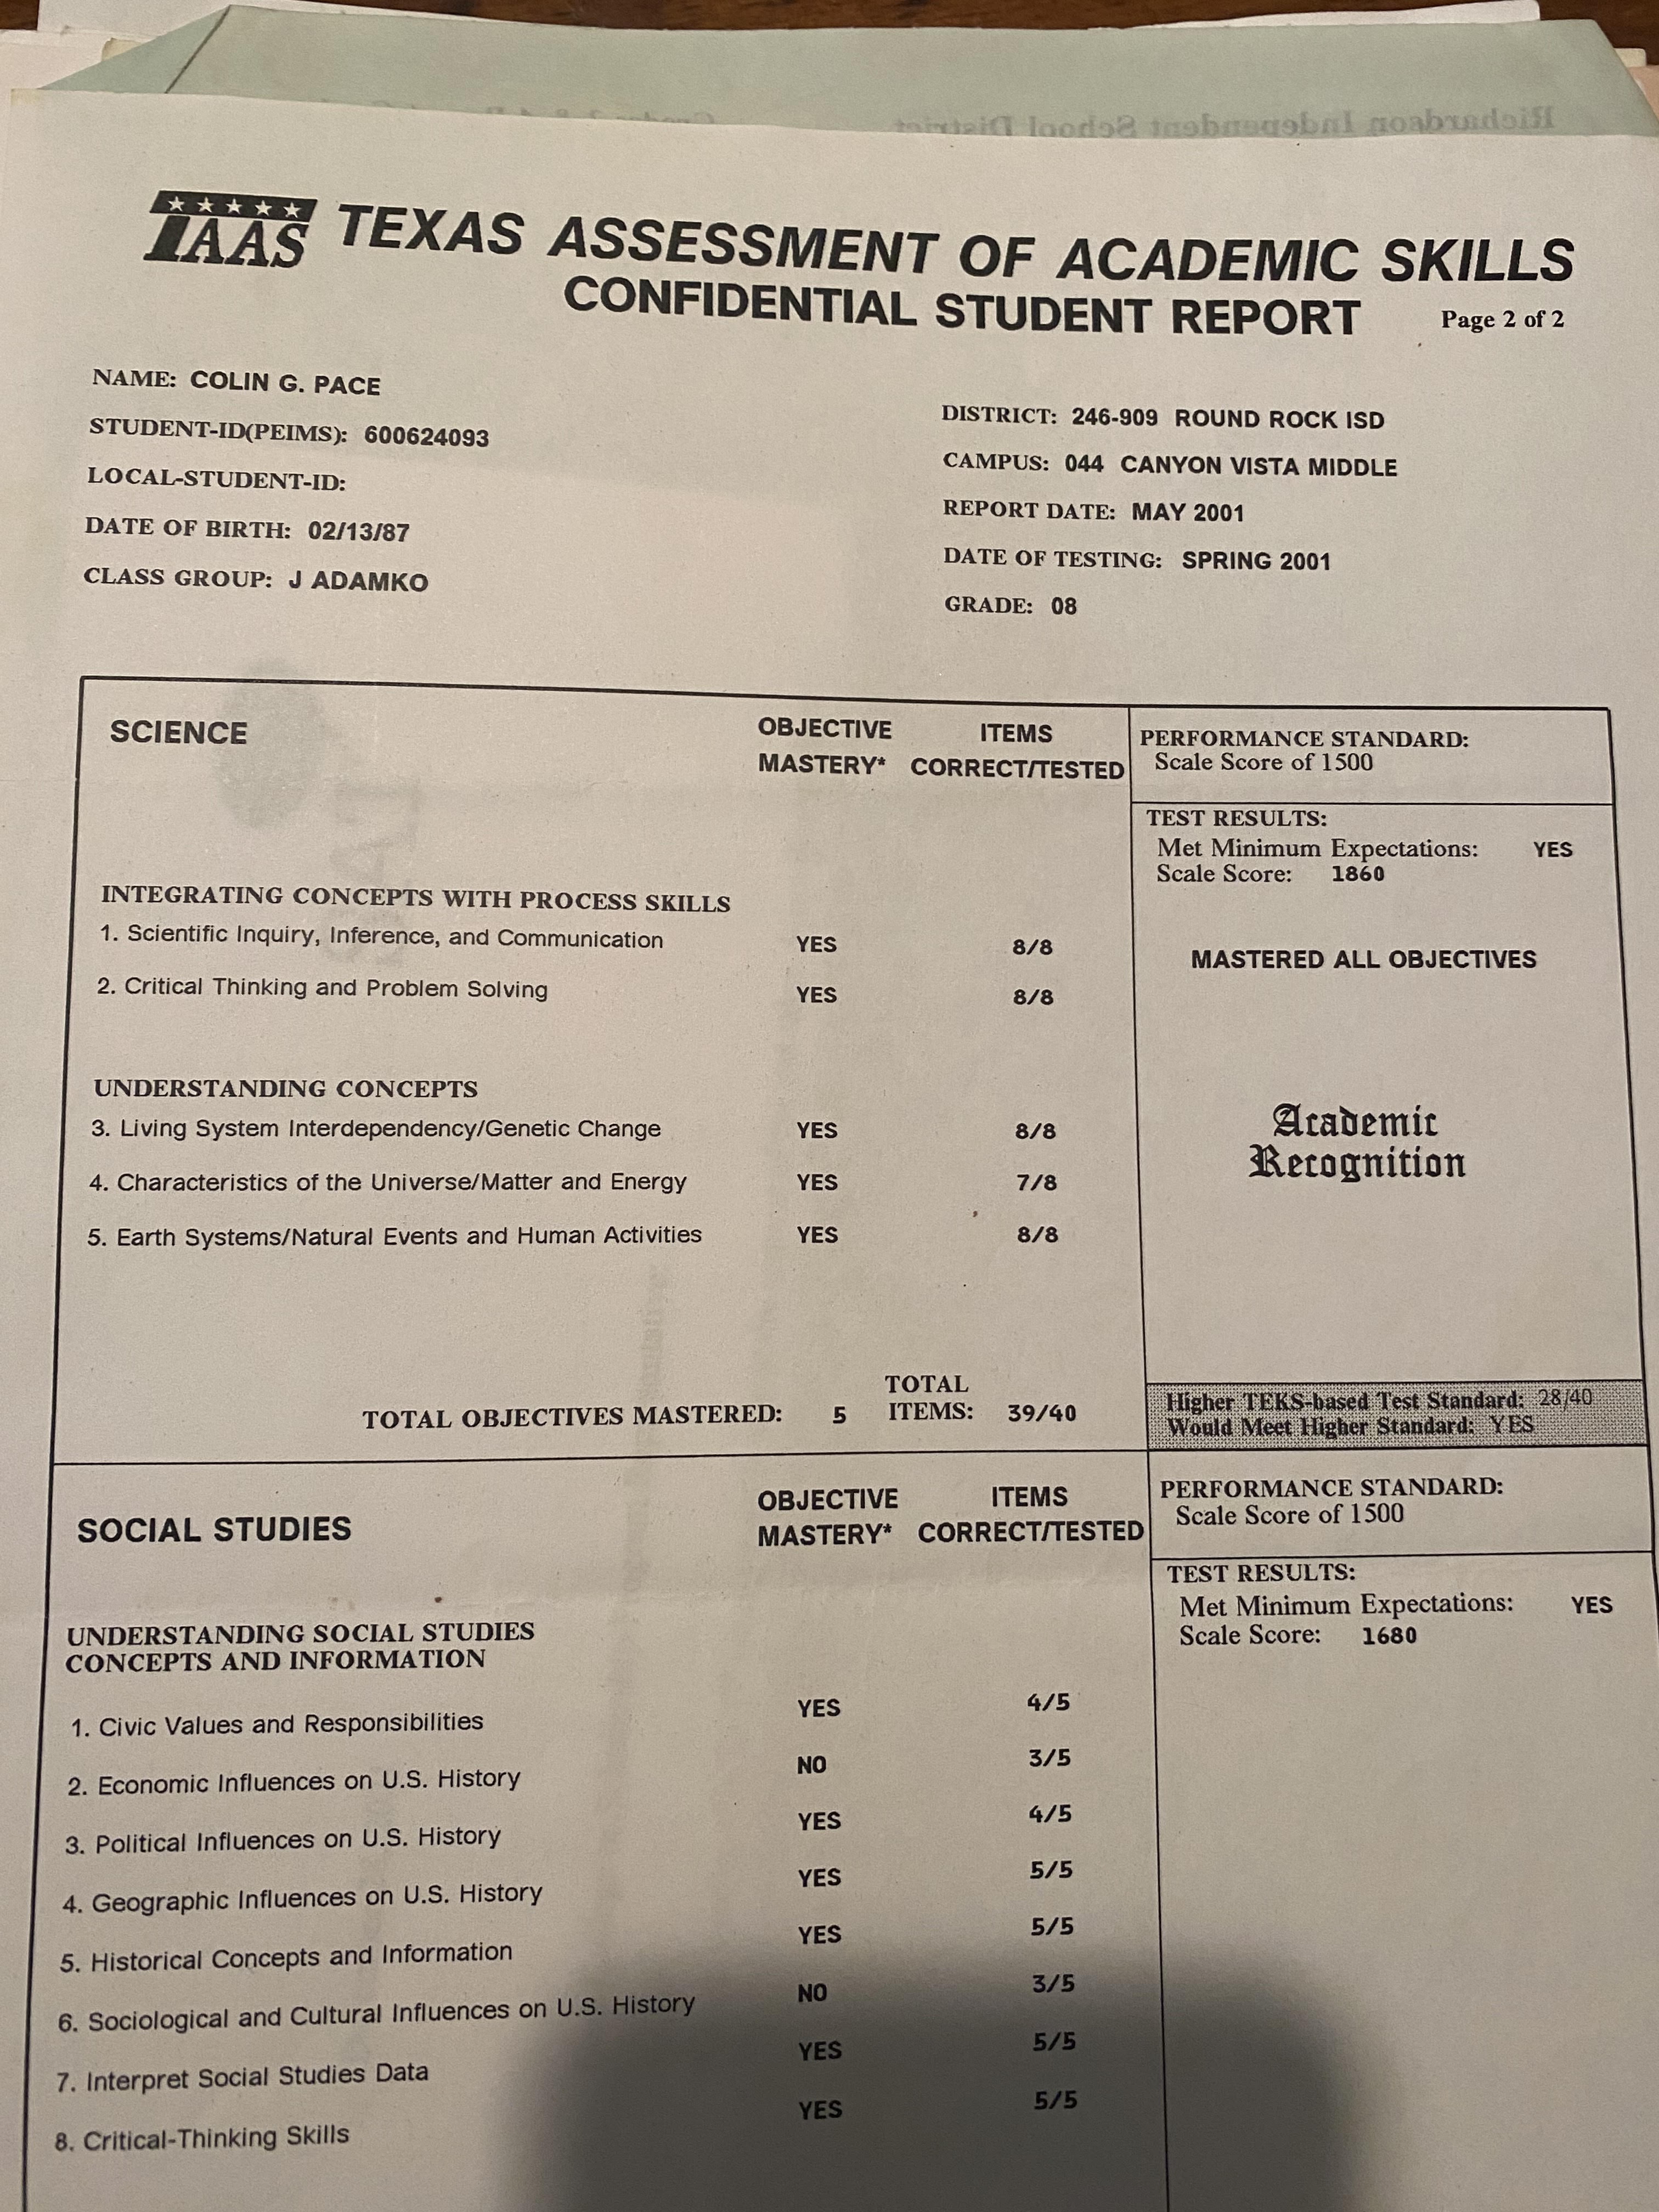 Richardson Independent School District
TAAS TEXAS ASSESSMENT OF ACADEMIC SKILLS
CONFIDENTIAL STUDENT REPORT Page 2 of 2
NAME: COLIN G. PACE
STUDENT-ID(PEIMS): 600624093
LOCAL-STUDENT-ID:
DATE OF BIRTH: 02/13/87
CLASS GROUP: J ADAMKO
DISTRICT: 246-909 ROUND ROCK ISD
CAMPUS: 044 CANYON VISTA MIDDLE
REPORT DATE: MAY 2001
DATE OF TESTING: SPRING 2001
GRADE: 08
SCIENCE
OBJECTIVE MASTERY*
ITEMS CORRECT/TESTED
INTEGRATING CONCEPTS WITH PROCESS SKILLS
1. Scientific Inquiry, Inference, and Communication YES 8/8
2. Critical Thinking and Problem Solving YES 8/8
UNDERSTANDING CONCEPTS
3. Living System Interdependency/Genetic Change YES 8/8
4. Characteristics of the Universe/Matter and Energy YES 7/8
5. Earth Systems/Natural Events and Human Activities YES 8/8
TOTAL OBJECTIVES MASTERED: 5 TOTAL ITEMS: 39/40
PERFORMANCE STANDARD:
Scale Score of 1500
TEST RESULTS:
Met Minimum Expectations: YES
Scale Score: 1860
MASTERED ALL OBJECTIVES
Academic
Recognition
Higher TEKS-based Test Standard: 28/40
Would Meet Higher Standard: YES
SOCIAL STUDIES
OBJECTIVE MASTERY*
ITEMS CORRECT/TESTED
UNDERSTANDING SOCIAL STUDIES
CONCEPTS AND INFORMATION
1. Civic Values and Responsibilities YES 4/5
2. Economic Influences on U.S. History NO 3/5
3. Political Influences on U.S. History YES 4/5
4. Geographic Influences on U.S. History YES 5/5
5. Historical Concepts and Information YES 5/5
6. Sociological and Cultural Influences on U.S. History NO 3/5
7. Interpret Social Studies Data YES 5/5
8. Critical-Thinking Skills YES 5/5
PERFORMANCE STANDARD:
Scale Score of 1500
TEST RESULTS:
Met Minimum Expectations: YES
Scale Score: 1680